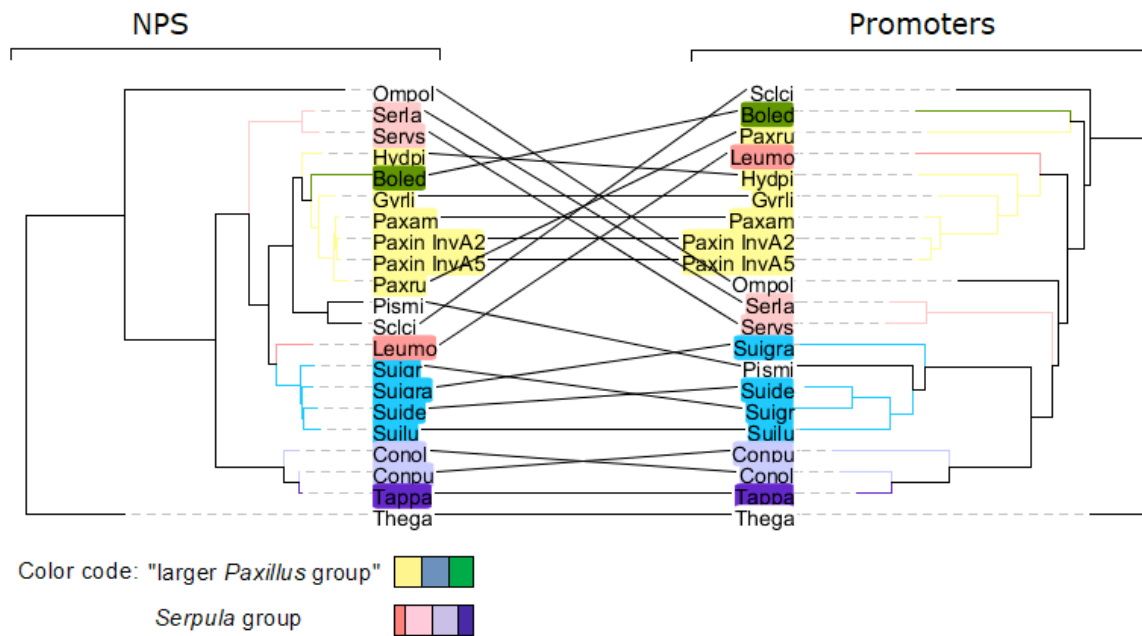 NPS Promoters
Ompol Sclci
Serla Boled
Servs Paxru
Hydpi Leumo
Boled Hydpi
Gyrli Gyrli
Paxam Paxam
Paxin InvA2 Paxin InvA2
Paxin InvA5 Paxin InvA5
Paxru Ompol
Pismi Serla
Sclci Servs
Leumo Suigra
Suigr Pismi
Suigra Suide
Suide Suigr
Suilu Suilu
Conol Conpu
Conpu Conol
Tappa Tappa
Thega Thega
Color code: "larger Paxillus group"
Serpula group